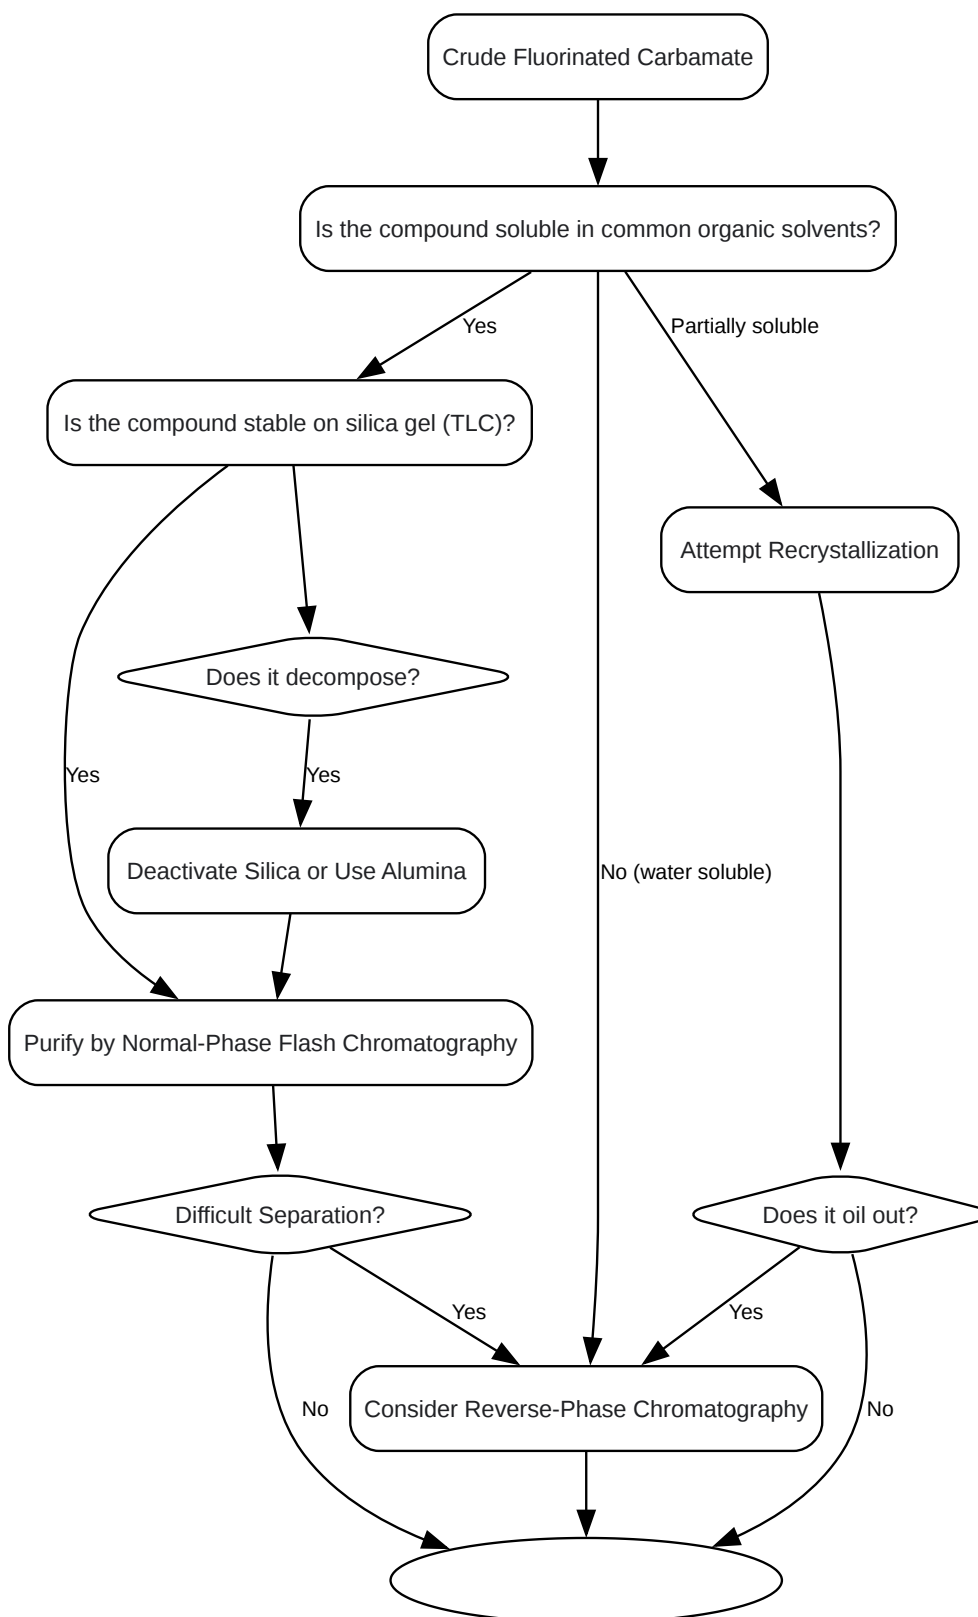 Crude Fluorinated Carbamate
Is the compound soluble in common organic solvents?
Yes
Partially soluble
Is the compound stable on silica gel (TLC)?
Attempt Recrystallization
Does it decompose?
Yes
Yes
Deactivate Silica or Use Alumina
No (water soluble)
Purify by Normal-Phase Flash Chromatography
Difficult Separation?
Does it oil out?
Yes
Yes
No
Consider Reverse-Phase Chromatography
No